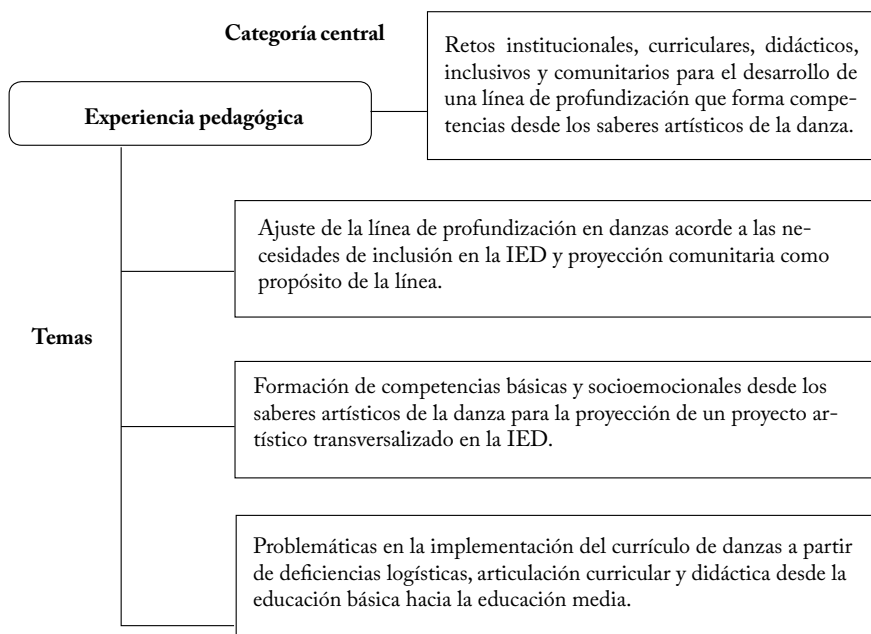 Categoría central
Retos institucionales, curriculares, didácticos,
inclusivos y comunitarios para el desarrollo de
una línea de profundización que forma compe-
tencias desde los saberes artísticos de la danza.
Experiencia pedagógica
Ajuste de la línea de profundización en danzas acorde a las ne-
cesidades de inclusión en la IED y proyección comunitaria como
propósito de la línea.
Temas
Formación de competencias básicas y socioemocionales desde los
saberes artísticos de la danza para la proyección de un proyecto ar-
tístico transversalizado en la IED.
Problemáticas en la implementación del currículo de danzas a partir
de deficiencias logísticas, articulación curricular y didáctica desde la
educación básica hacia la educación media.